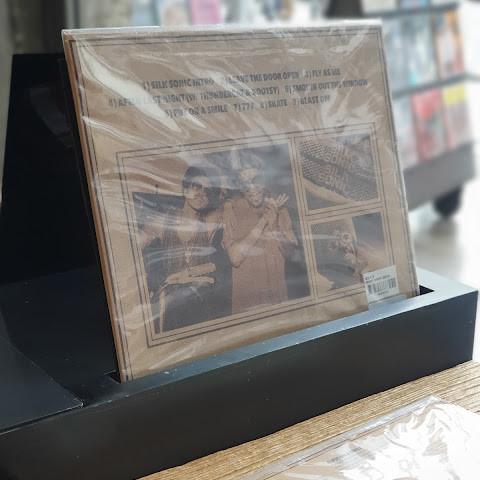 1) SILK SONIC INTRO 2) LEAVE THE DOOR OPEN 3) FLY AS ME
4) AFTER LAST NIGHT (W/ THUNDERCAT & BOOTSY) 5) SMOKIN OUT THE WINDOW
6) PUT ON A SMILE 7) 777 8) SKATE 9) BLAST OFF